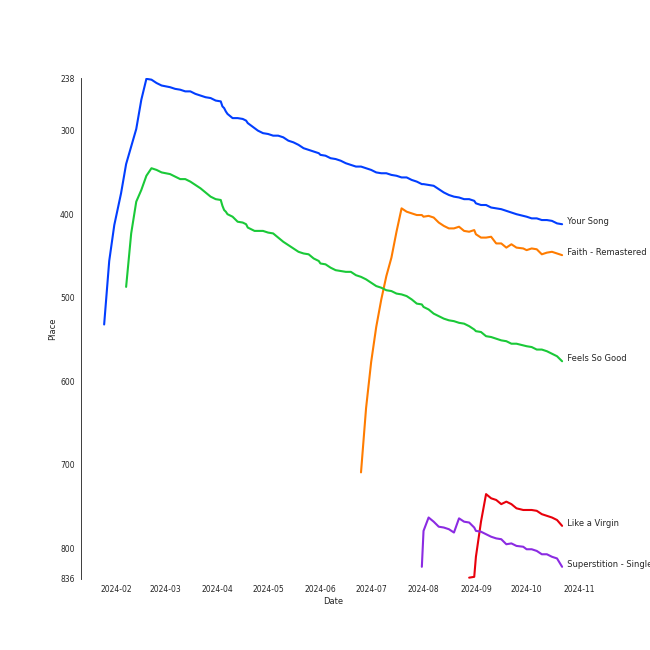 238
300
400
500
600
700
800
836
Place
Your Song
Faith - Remastered
Feels So Good
Like a Virgin
Superstition - Single
2024-02
2024-03
2024-04
2024-05
2024-06
2024-07
2024-08
2024-09
2024-10
2024-11
Date